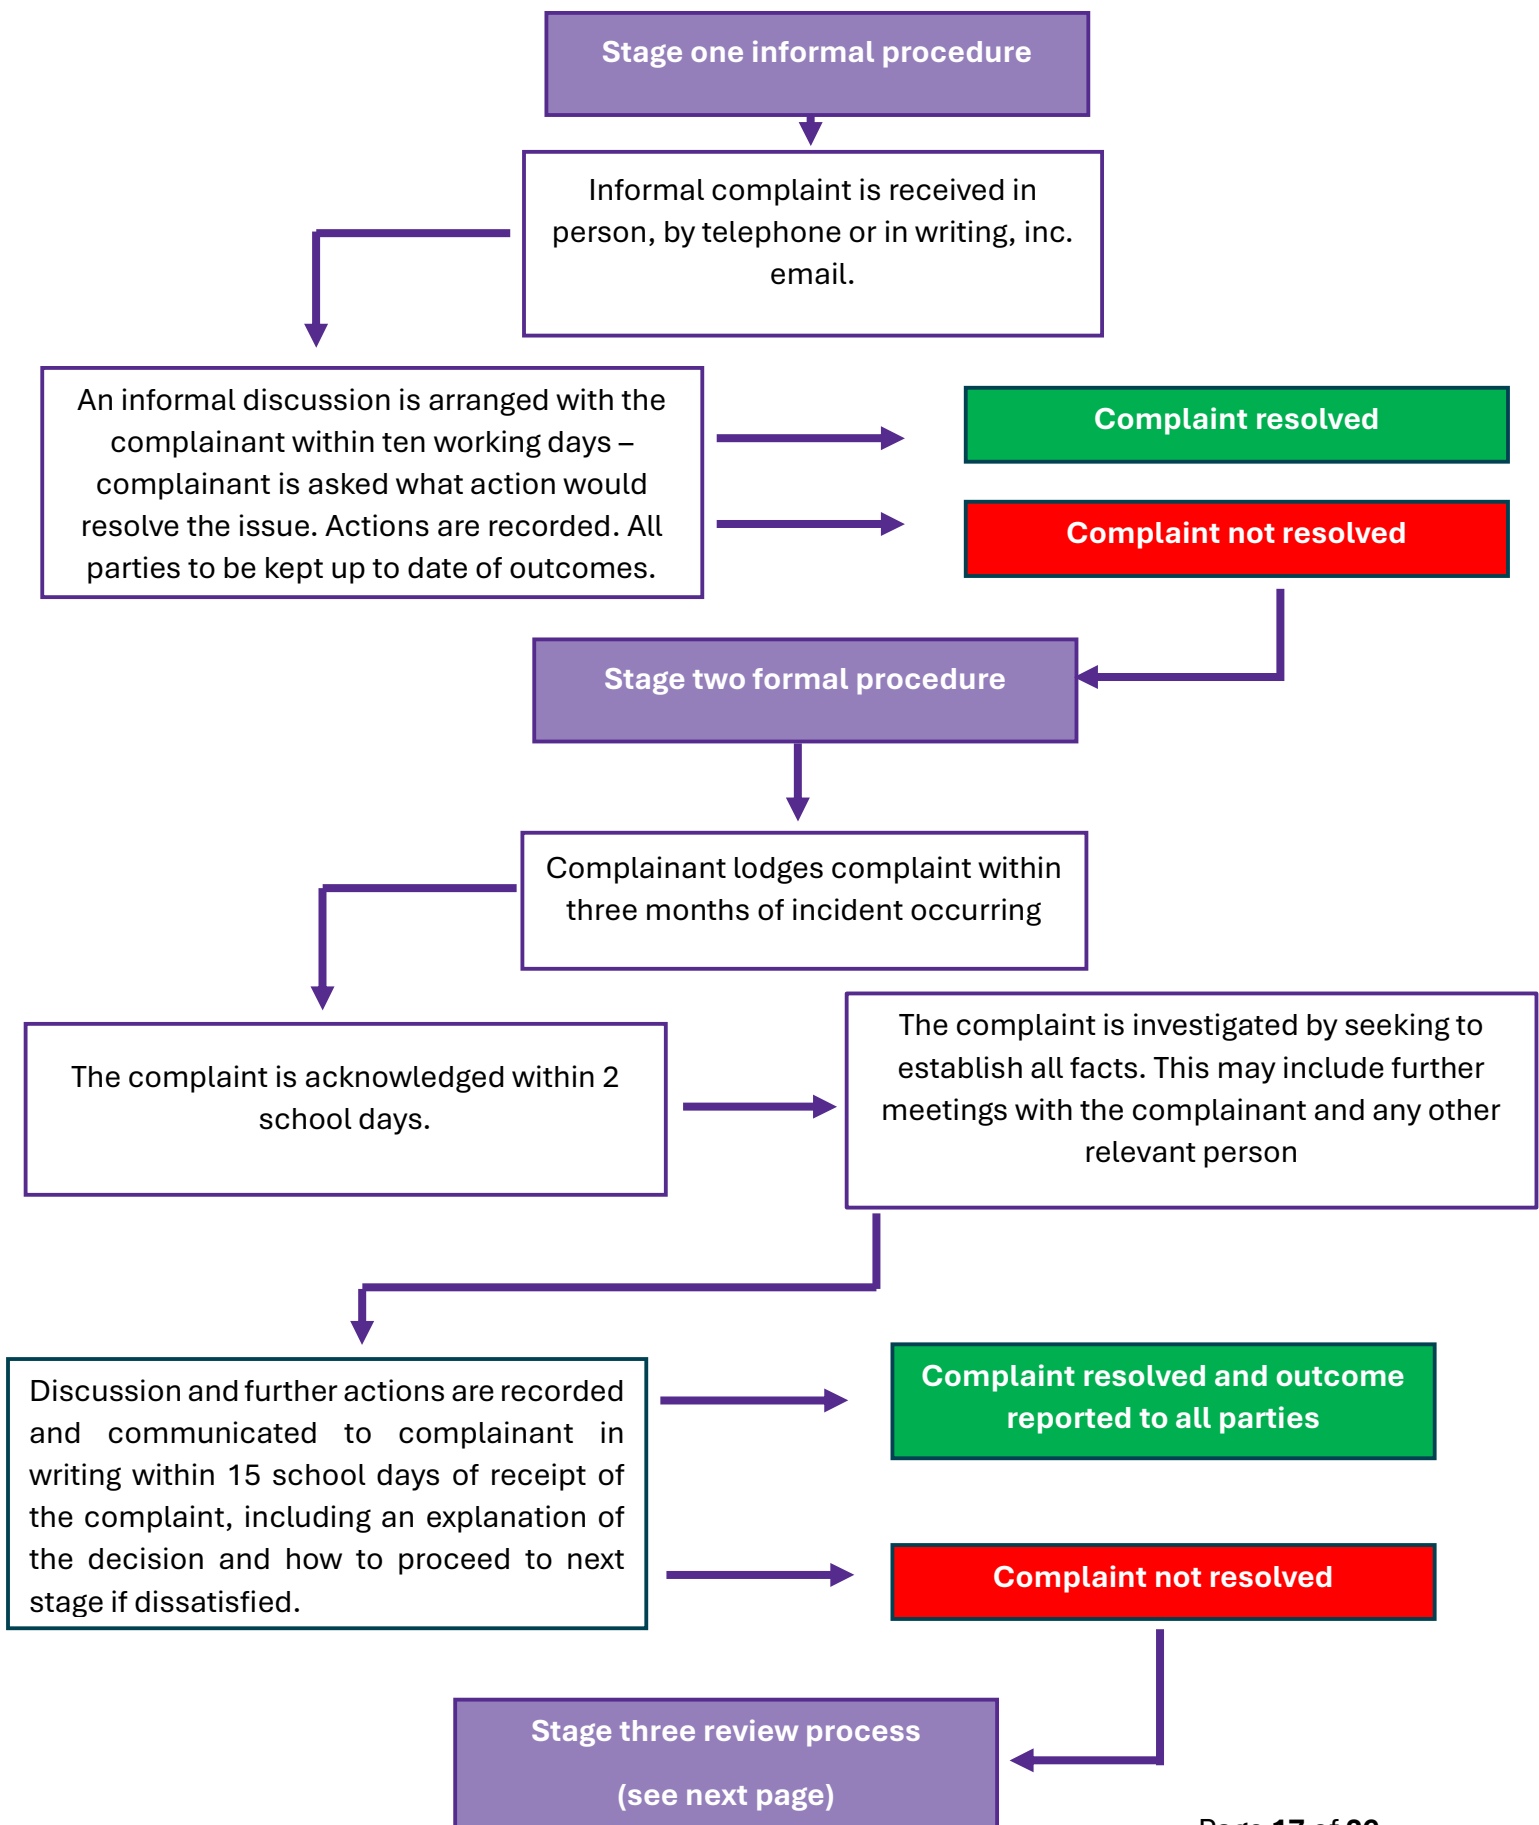 Stage one informal procedure
Informal complaint is received in
person, by telephone or in writing, inc.
email.
An informal discussion is arranged with the
complainant within ten working days –
complainant is asked what action would
resolve the issue. Actions are recorded. All
parties to be kept up to date of outcomes.
Complaint resolved
Complaint not resolved
Stage two formal procedure
Complainant lodges complaint within
three months of incident occurring
The complaint is acknowledged within 2
school days.
The complaint is investigated by seeking to
establish all facts. This may include further
meetings with the complainant and any other
relevant person
Discussion and further actions are recorded
and communicated to complainant in
writing within 15 school days of receipt of
the complaint, including an explanation of
the decision and how to proceed to next
stage if dissatisfied.
Complaint resolved and outcome
reported to all parties
Complaint not resolved
Stage three review process
(see next page)
Page 17 of